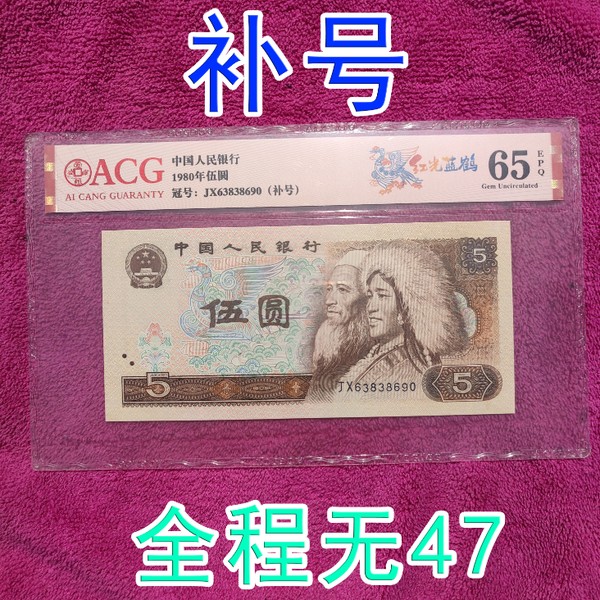 补号
ACG
AI CANG GUARANTY
中国人民银行
1980年伍圆
冠号：JX63838690（补号）
红光蓝鹤
65
EPQ
Gem Uncirculated
中国人民银行
5
伍圆
5
JX63838690
5
全程无47